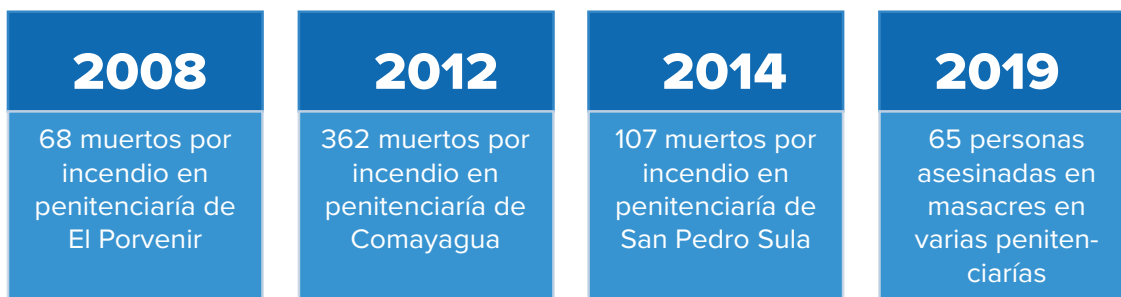 2008
68 muertos por
incendio en
penitenciaría de
El Porvenir
2012
362 muertos por
incendio en
penitenciaría de
Comayagua
2014
107 muertos por
incendio en
penitenciaría de
San Pedro Sula
2019
65 personas
asesinadas en
masacres en
varias peniten-
ciarías